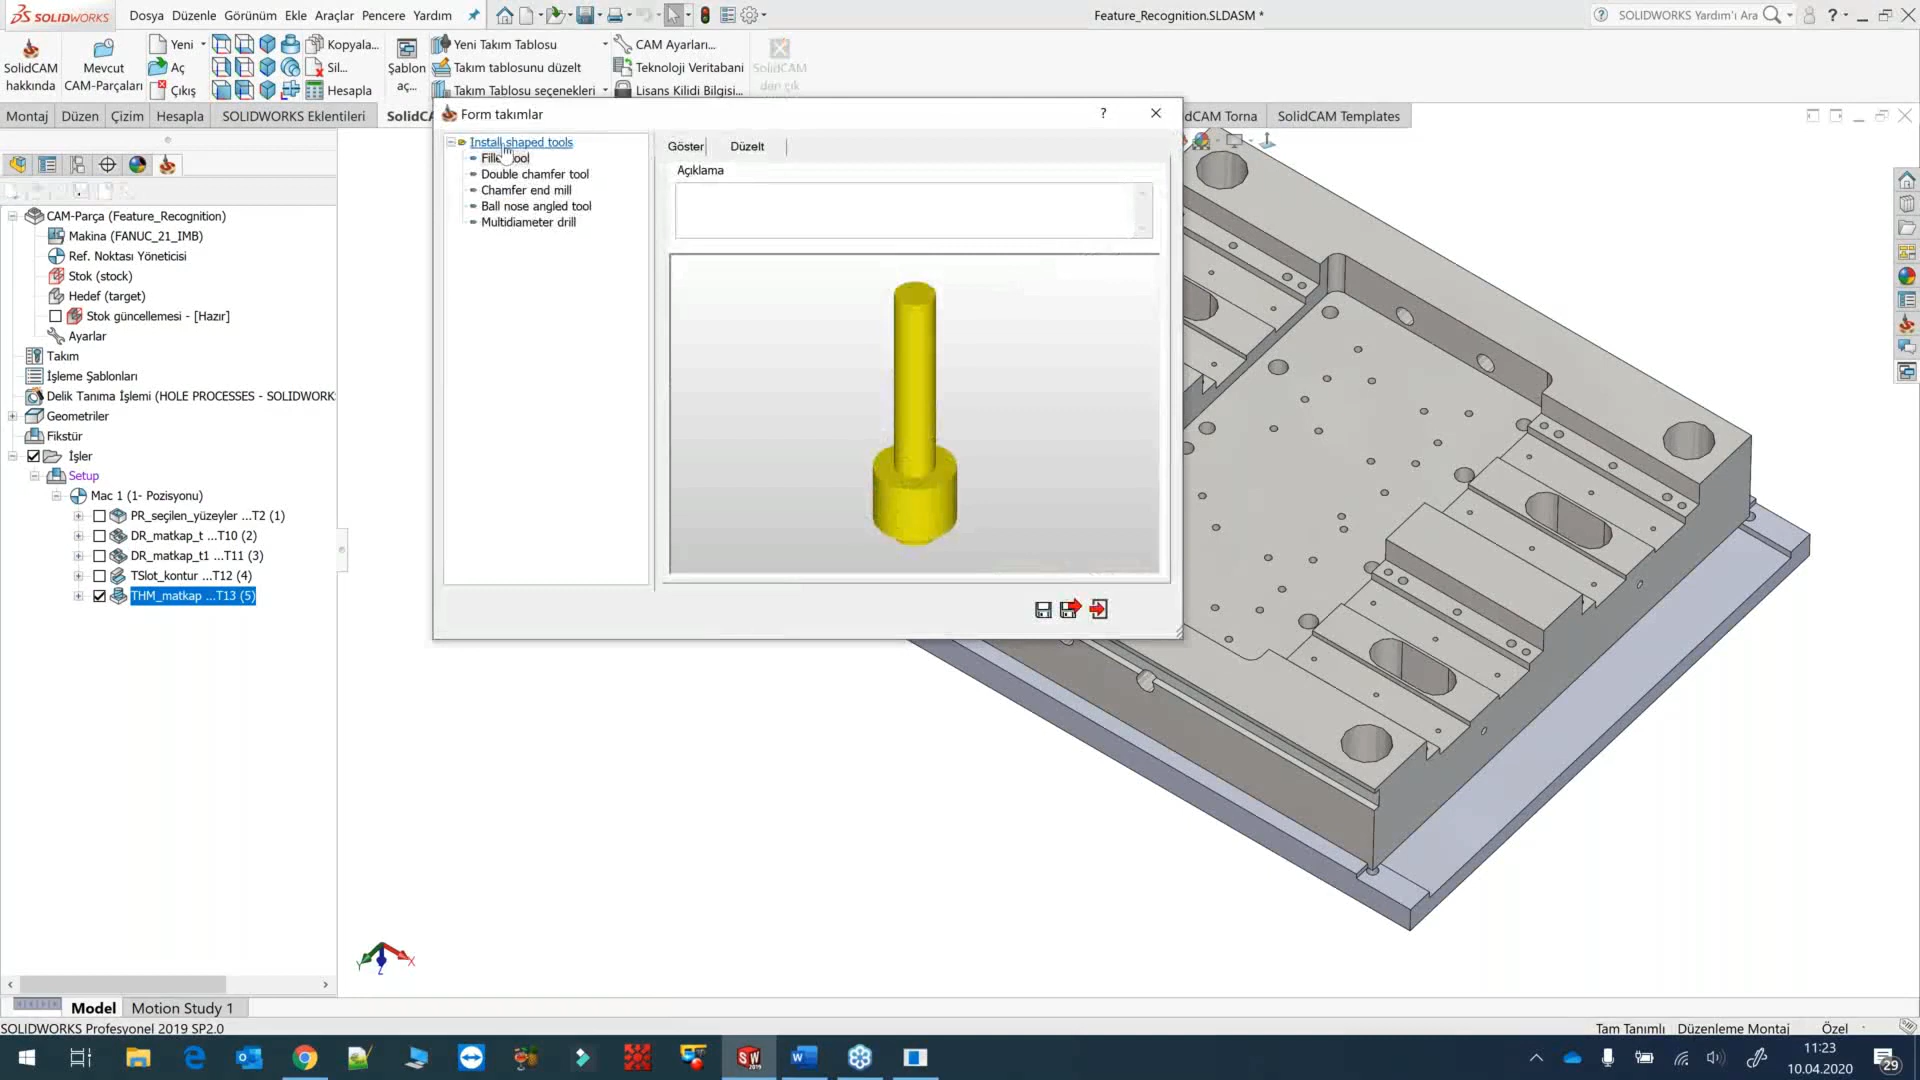 SOLIDWORKS
Dosya Düzenle Görünüm Ekle Araçlar Pencere Yardım
Feature_Recognition.SLDASM *
SOLIDWORKS Yardım'ı Ara
SolidCAM hakkında
Mevcut CAM-Parçaları
Yeni
Aç
Çıkış
Kopyala...
Sil...
Hesapla
Şablon aç...
Yeni Takım Tablosu
Takım tablosunu düzelt
Takım Tablosu seçenekleri
CAM Ayarları...
Teknoloji Veritabani
Lisans Kilidi Bilgisi...
SolidCAM dan çık
Montaj Düzen Çizim Hesapla SOLIDWORKS Eklentileri SolidCA
dCAM Torna SolidCAM Templates
CAM-Parça (Feature_Recognition)
Makina (FANUC_21_IMB)
Ref. Noktası Yöneticisi
Stok (stock)
Hedef (target)
Stok güncellemesi - [Hazır]
Ayarlar
Takım
İşleme Şablonları
Delik Tanıma İşlemi (HOLE PROCESSES - SOLIDWORK
Geometriler
Fikstür
İşler
Setup
Mac 1 (1- Pozisyonu)
PR_seçilen_yüzeyler ...T2 (1)
DR_matkap_t ...T10 (2)
DR_matkap_t1 ...T11 (3)
TSlot_kontur ...T12 (4)
THM_matkap ...T13 (5)
Form takımlar
?
Install shaped tools
Double chamfer tool
Chamfer end mill
Ball nose angled tool
Multidiameter drill
Göster Düzelt
Açıklama
Y X
Z
Model Motion Study 1
SOLIDWORKS Profesyonel 2019 SP2.0
Tam Tanımlı Düzenleme Montaj Özel
11:23
10.04.2020
29